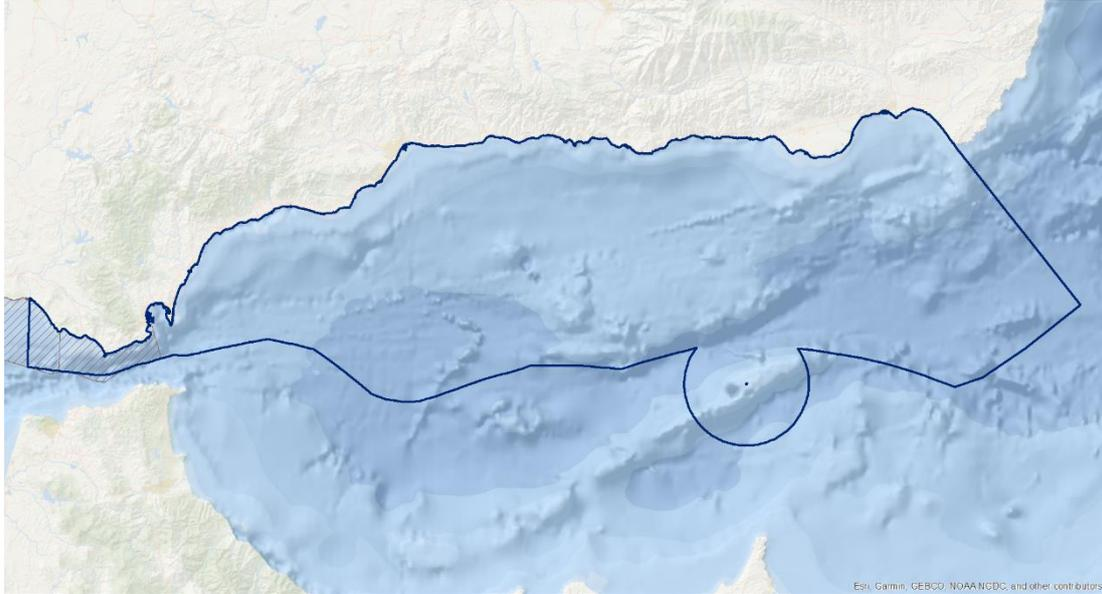 Esri, Garmin, GEBCO, NOAA NGDC, and other contributors